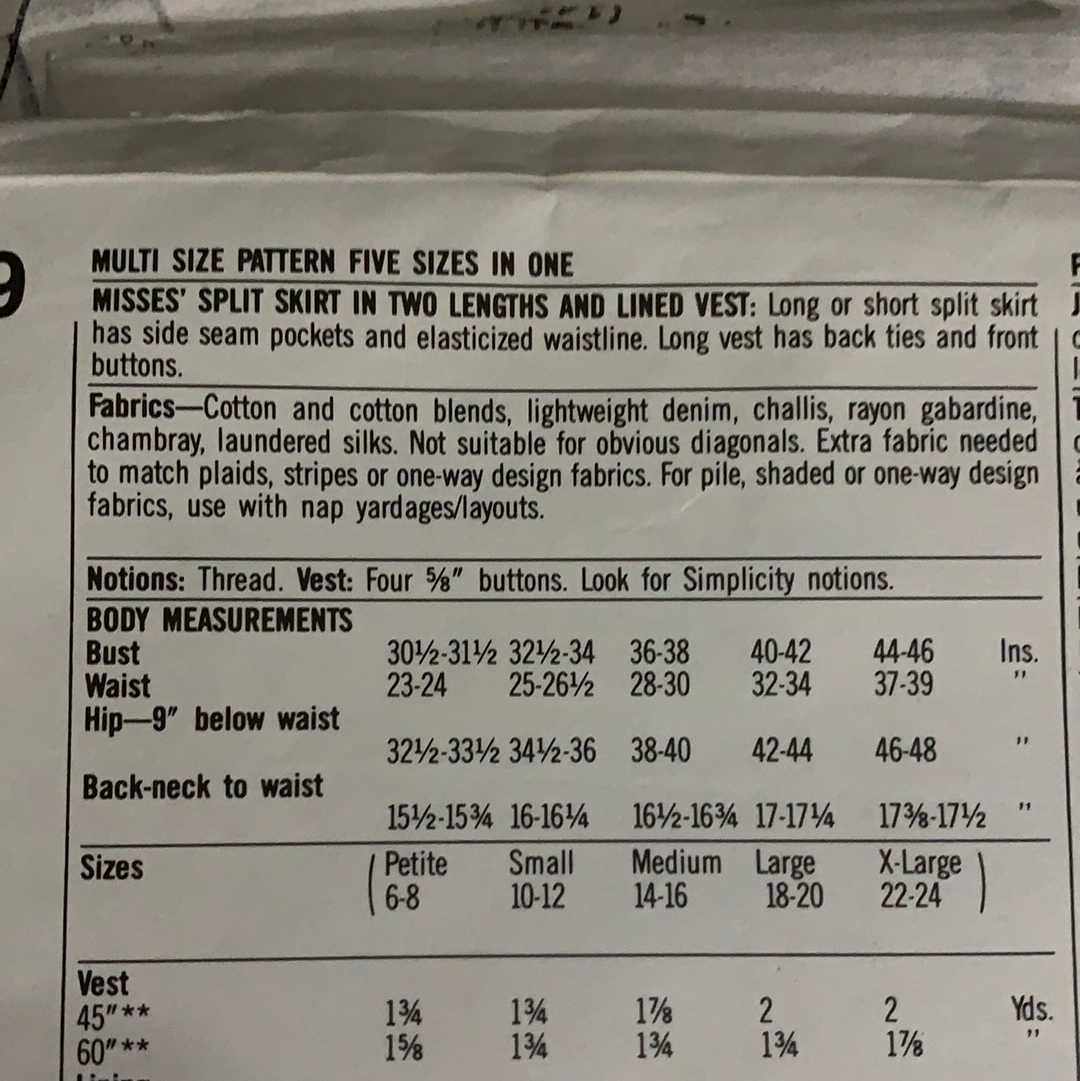 9
MULTI SIZE PATTERN FIVE SIZES IN ONE
MISSES' SPLIT SKIRT IN TWO LENGTHS AND LINED VEST: Long or short split skirt
has side seam pockets and elasticized waistline. Long vest has back ties and front
buttons.
Fabrics—Cotton and cotton blends, lightweight denim, challis, rayon gabardine,
chambray, laundered silks. Not suitable for obvious diagonals. Extra fabric needed
to match plaids, stripes or one-way design fabrics. For pile, shaded or one-way design
fabrics, use with nap yardages/layouts.
Notions: Thread. Vest: Four ⅝" buttons. Look for Simplicity notions.
BODY MEASUREMENTS
Bust 30½-31½ 32½-34 36-38 40-42 44-46 Ins.
Waist 23-24 25-26½ 28-30 32-34 37-39 "
Hip—9" below waist
32½-33½ 34½-36 38-40 42-44 46-48 "
Back-neck to waist
15½-15¾ 16-16¼ 16½-16¾ 17-17¼ 17⅜-17½ "
Sizes ( Petite Small Medium Large X-Large )
6-8 10-12 14-16 18-20 22-24
Vest
45"** 1¾ 1¾ 1⅞ 2 2 Yds.
60"** 1⅝ 1¾ 1¾ 1¾ 1⅞ "